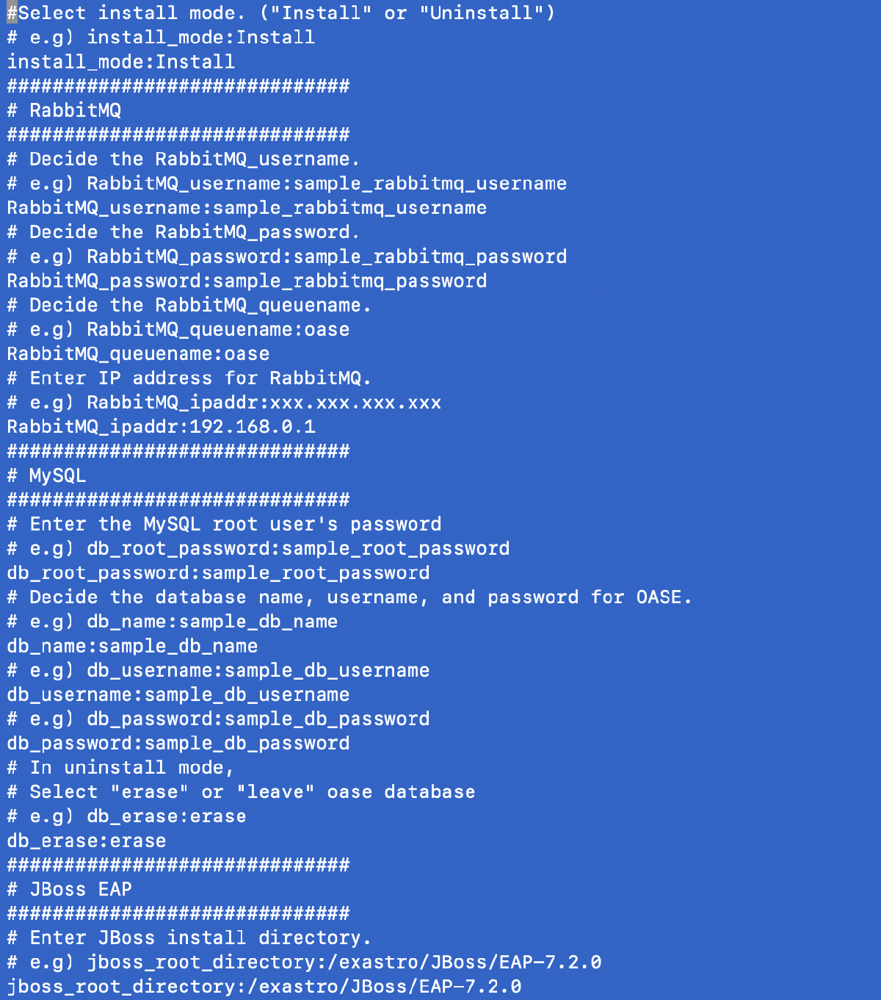 #Select install mode. ("Install" or "Uninstall")
# e.g) install_mode:Install
install_mode:Install
##############################
# RabbitMQ
##############################
# Decide the RabbitMQ_username.
# e.g) RabbitMQ_username:sample_rabbitmq_username
RabbitMQ_username:sample_rabbitmq_username
# Decide the RabbitMQ_password.
# e.g) RabbitMQ_password:sample_rabbitmq_password
RabbitMQ_password:sample_rabbitmq_password
# Decide the RabbitMQ_queuename.
# e.g) RabbitMQ_queuename:oase
RabbitMQ_queuename:oase
# Enter IP address for RabbitMQ.
# e.g) RabbitMQ_ipaddr:xxx.xxx.xxx.xxx
RabbitMQ_ipaddr:192.168.0.1
##############################
# MySQL
##############################
# Enter the MySQL root user's password
# e.g) db_root_password:sample_root_password
db_root_password:sample_root_password
# Decide the database name, username, and password for OASE.
# e.g) db_name:sample_db_name
db_name:sample_db_name
# e.g) db_username:sample_db_username
db_username:sample_db_username
# e.g) db_password:sample_db_password
db_password:sample_db_password
# In uninstall mode,
# Select "erase" or "leave" oase database
# e.g) db_erase:erase
db_erase:erase
##############################
# JBoss EAP
##############################
# Enter JBoss install directory.
# e.g) jboss_root_directory:/exastro/JBoss/EAP-7.2.0
jboss_root_directory:/exastro/JBoss/EAP-7.2.0